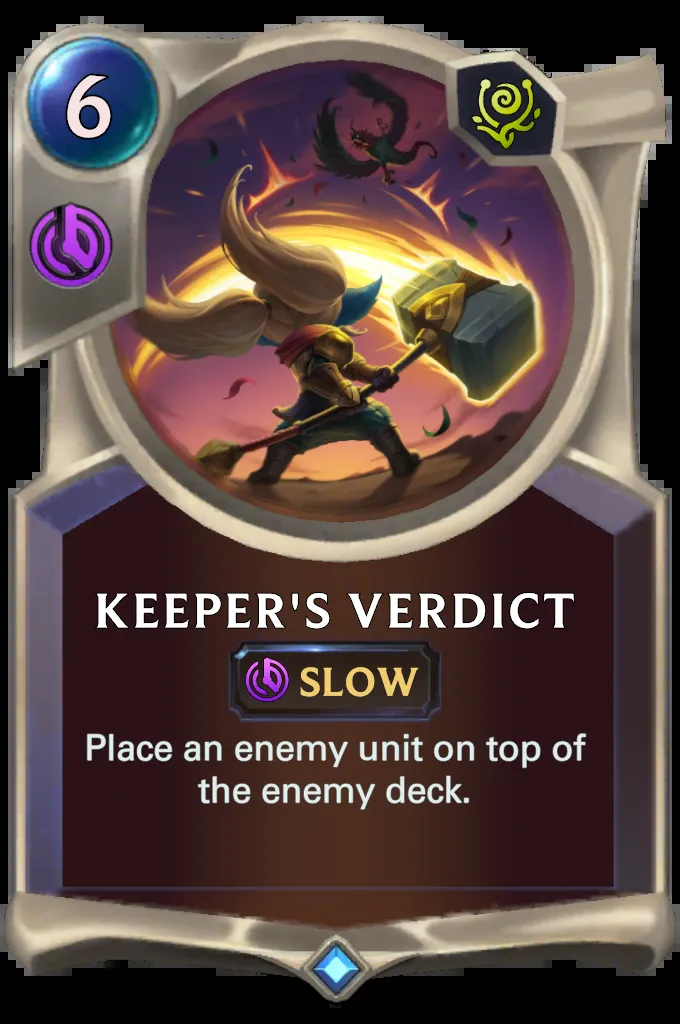 6
KEEPER'S VERDICT
SLOW
Place an enemy unit on top of
the enemy deck.